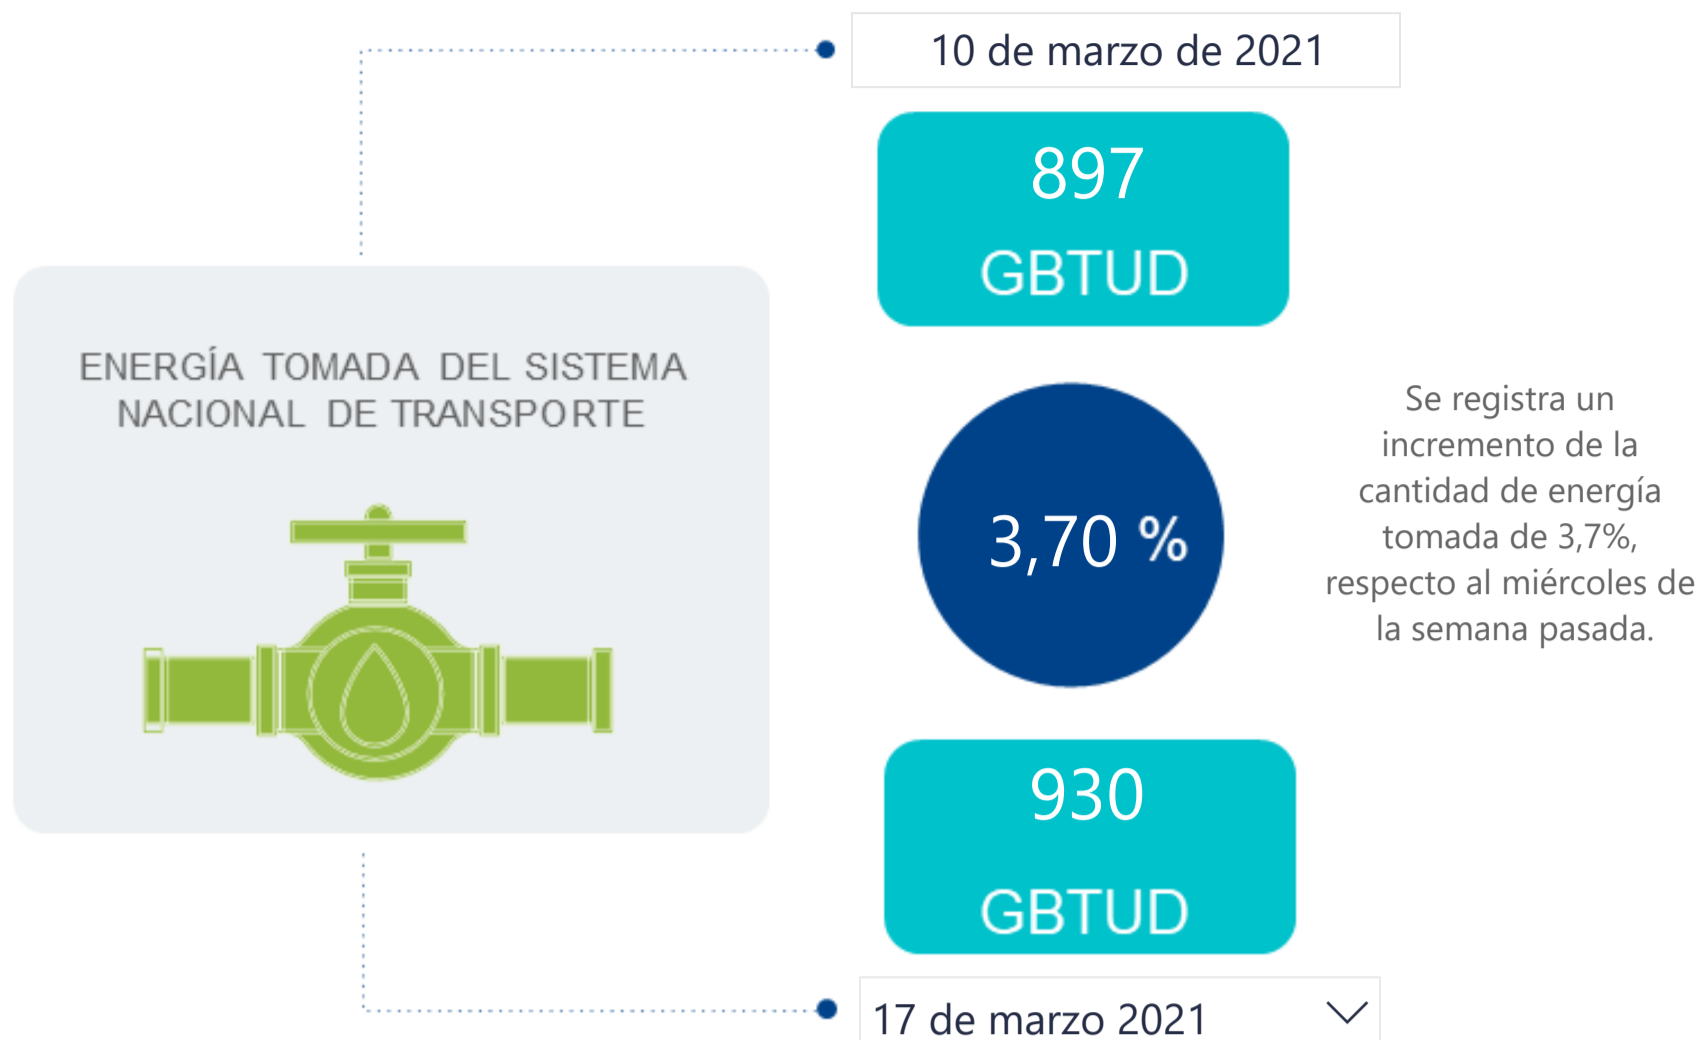 10 de marzo de 2021
897
GBTUD
ENERGÍA TOMADA DEL SISTEMA
NACIONAL DE TRANSPORTE
3,70 %
Se registra un
incremento de la
cantidad de energía
tomada de 3,7%,
respecto al miércoles de
la semana pasada.
930
GBTUD
17 de marzo 2021